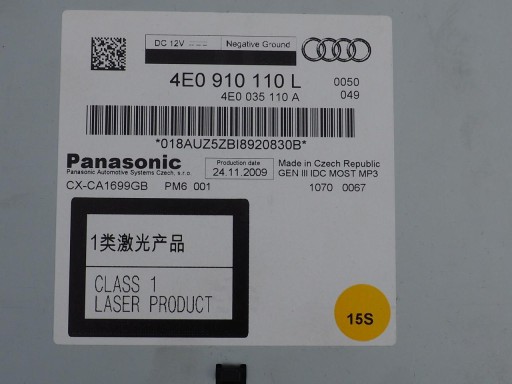 DC 12V Negative Ground
4E0 910 110 L 0050
4E0 035 110 A 049
*018AUZ5ZBI8920830B*
Panasonic Production date Made in Czech Republic
Panasonic Automotive Systems Czech, s.r.o. 24.11.2009 GEN III IDC MOST MP3
CX-CA1699GB PM6 001 1070 0067
1类激光产品
CLASS 1
LASER PRODUCT
15S